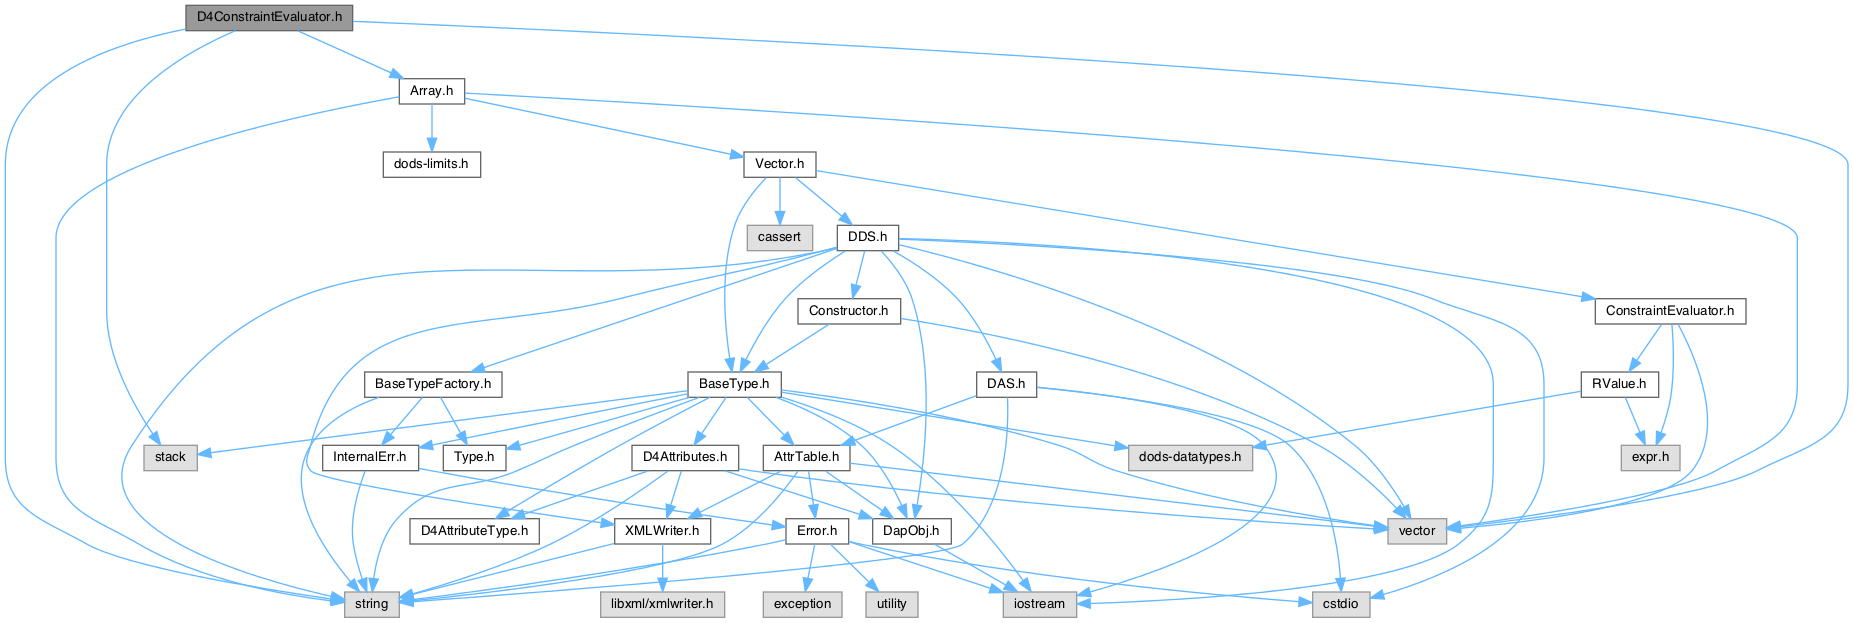 D4ConstraintEvaluator.h
Array.h
dods-limits.h
Vector.h
cassert
DDS.h
Constructor.h
ConstraintEvaluator.h
BaseTypeFactory.h
BaseType.h
DAS.h
RValue.h
stack
InternalErr.h
Type.h
D4Attributes.h
AttrTable.h
dods-datatypes.h
expr.h
D4AttributeType.h
XMLWriter.h
Error.h
DapObj.h
vector
string
libxml/xmlwriter.h
exception
utility
iostream
cstdio